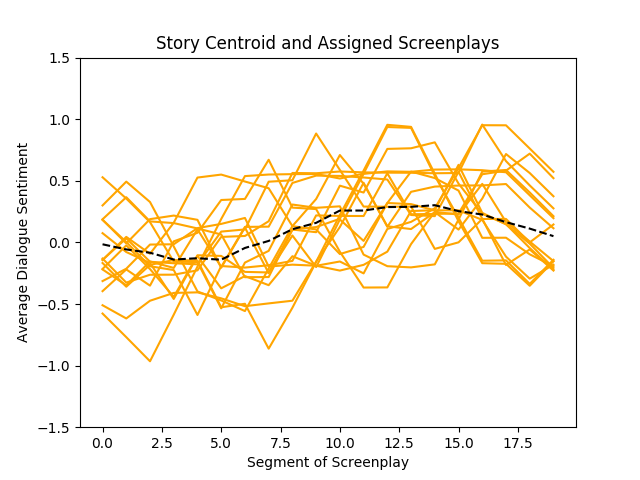 Story Centroid and Assigned Screenplays
1.5
1.0
0.5
0.0
−0.5
−1.0
−1.5
Average Dialogue Sentiment
0.0 2.5 5.0 7.5 10.0 12.5 15.0 17.5
Segment of Screenplay